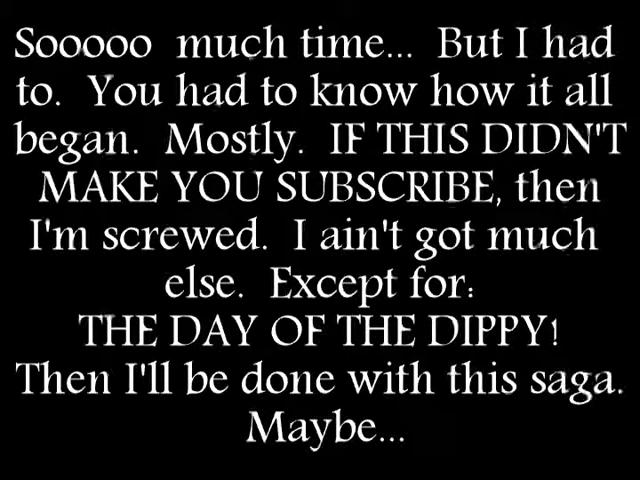 Sooooo much time... But I had
to. You had to know how it all
began. Mostly. IF THIS DIDN'T
MAKE YOU SUBSCRIBE, then
I'm screwed. I ain't got much
else. Except for:
THE DAY OF THE DIPPY!
Then I'll be done with this saga.
Maybe...